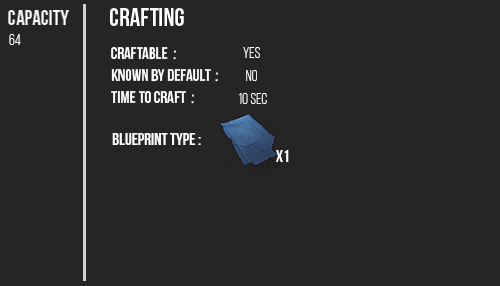 CAPACITY
64
CRAFTING
CRAFTABLE : YES
KNOWN BY DEFAULT : NO
TIME TO CRAFT : 10 SEC
BLUEPRINT TYPE : X1